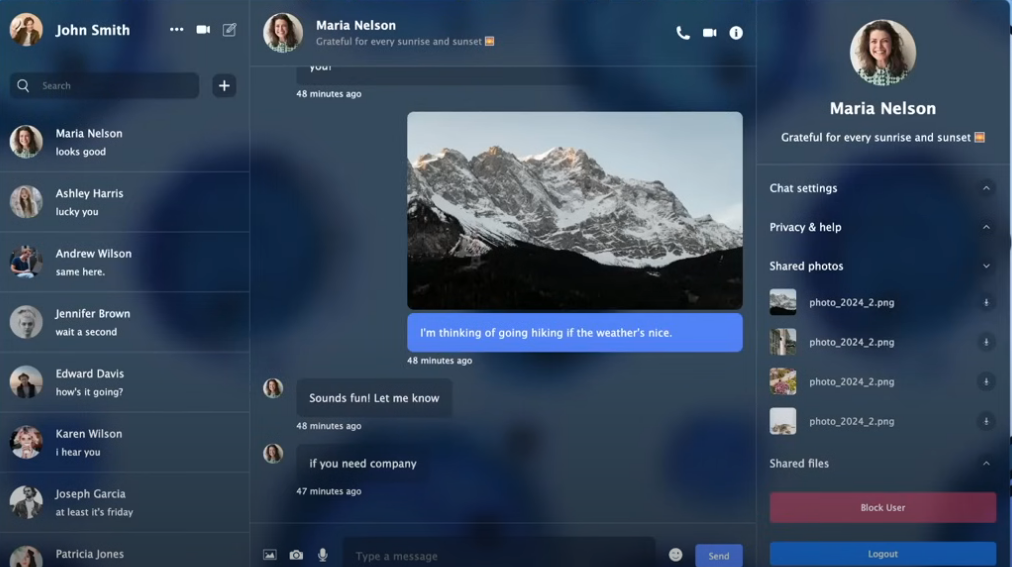 John Smith
Search
Maria Nelson
looks good
Ashley Harris
lucky you
Andrew Wilson
same here.
Jennifer Brown
wait a second
Edward Davis
how's it going?
Karen Wilson
i hear you
Joseph Garcia
at least it's friday
Patricia Jones
Maria Nelson
Grateful for every sunrise and sunset 🌅
you!
48 minutes ago
I'm thinking of going hiking if the weather's nice.
48 minutes ago
Sounds fun! Let me know
48 minutes ago
if you need company
47 minutes ago
Type a message
Send
Maria Nelson
Grateful for every sunrise and sunset 🌅
Chat settings
Privacy & help
Shared photos
photo_2024_2.png
photo_2024_2.png
photo_2024_2.png
photo_2024_2.png
Shared files
Block User
Logout